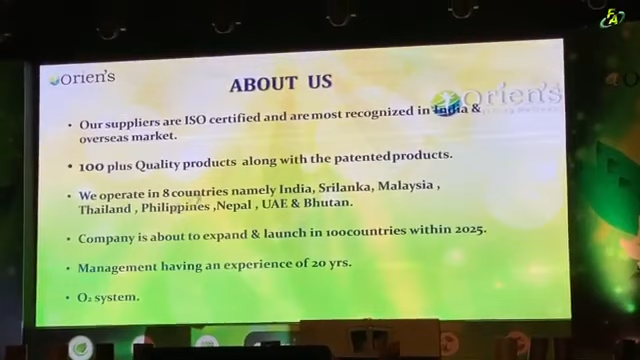 FA
Orien's
ABOUT US
Orien's
• Our suppliers are ISO certified and are most recognized in India &
overseas market.
• 100 plus Quality products along with the patented products.
• We operate in 8 countries namely India, Srilanka, Malaysia ,
Thailand , Philippines ,Nepal , UAE & Bhutan.
• Company is about to expand & launch in 100countries within 2025.
• Management having an experience of 20 yrs.
• O₂ system.